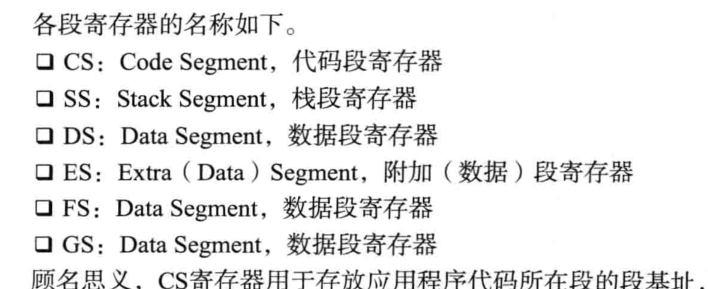 各段寄存器的名称如下。
❑ CS：Code Segment，代码段寄存器
❑ SS：Stack Segment，栈段寄存器
❑ DS：Data Segment，数据段寄存器
❑ ES：Extra（Data）Segment，附加（数据）段寄存器
❑ FS：Data Segment，数据段寄存器
❑ GS：Data Segment，数据段寄存器
顾名思义，CS寄存器用于存放应用程序代码所在段的段基址，